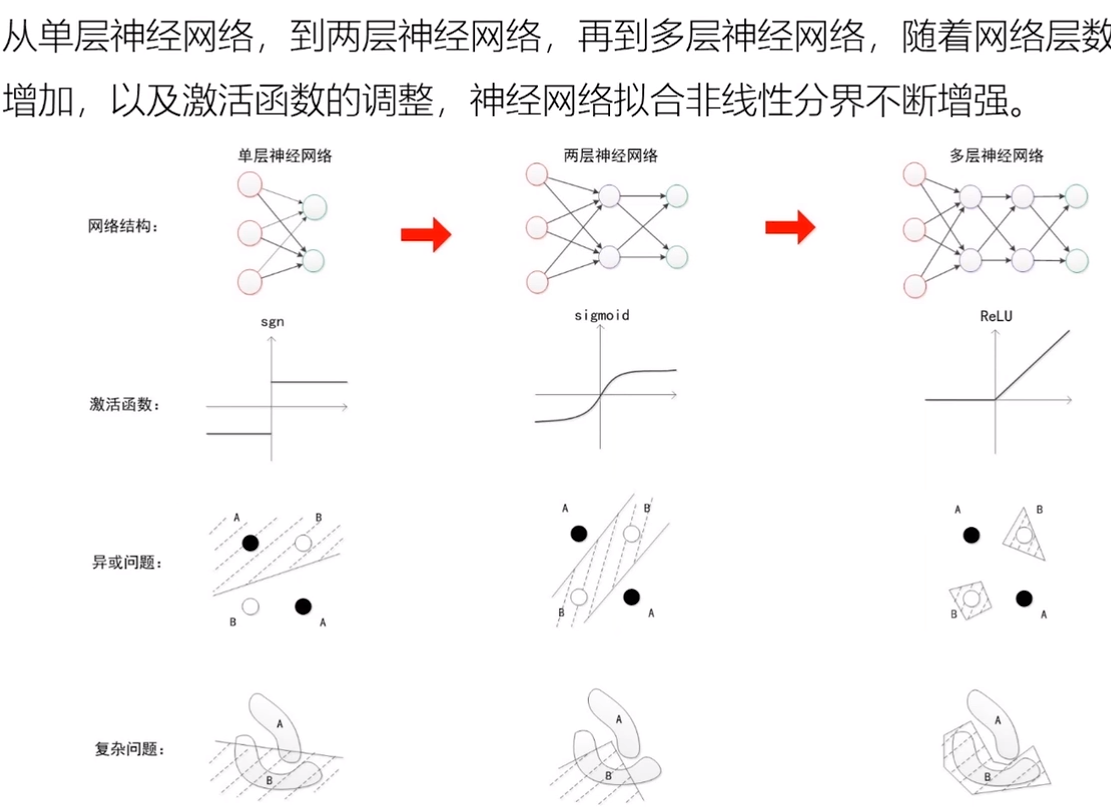 从单层神经网络，到两层神经网络，再到多层神经网络，随着网络层数
增加，以及激活函数的调整，神经网络拟合非线性分界不断增强。
单层神经网络 两层神经网络 多层神经网络
网络结构：
sgn sigmoid ReLU
激活函数：
A B A B A B
异或问题：
B A B A B A
A A A
复杂问题：
B B B